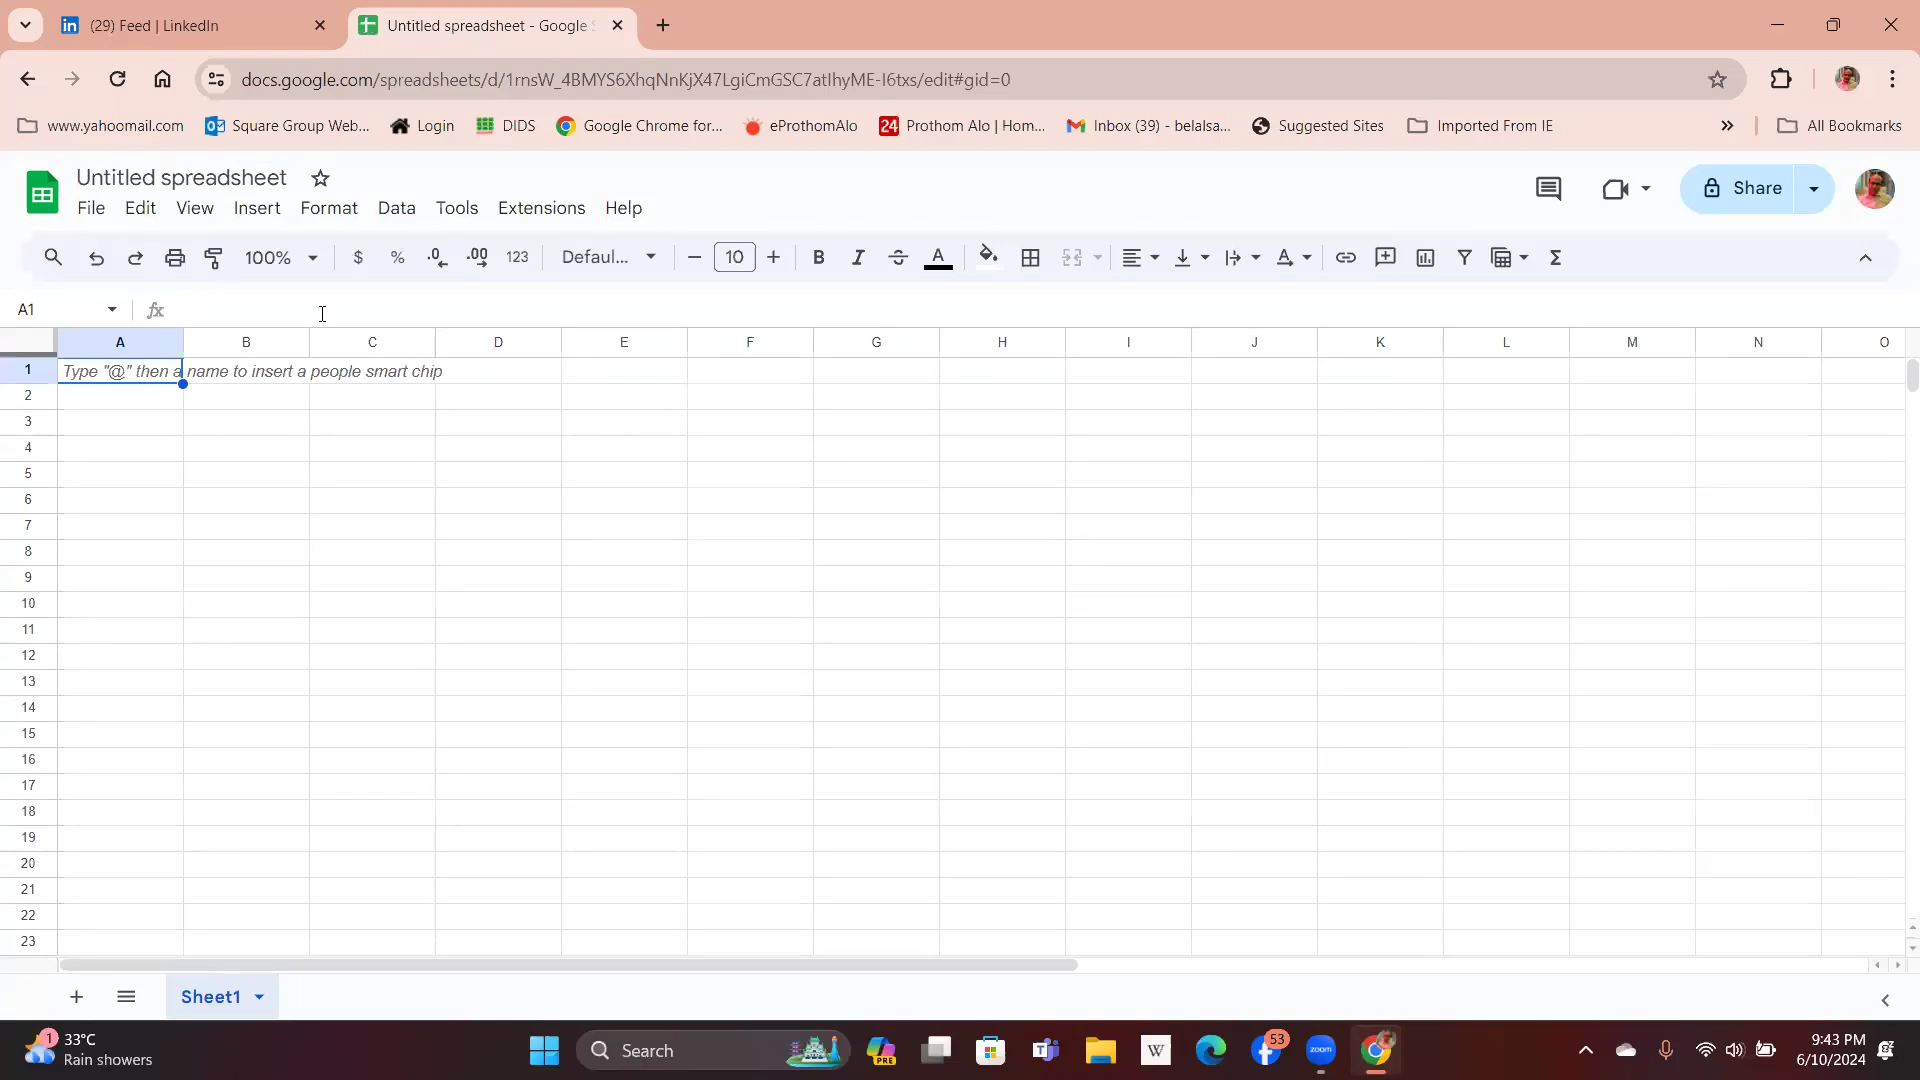 (29) Feed | LinkedIn
Untitled spreadsheet - Google
docs.google.com/spreadsheets/d/1rnsW_4BMYS6XhqNnKjX47LgiCmGSC7atIhyME-I6txs/edit#gid=0
www.yahoomail.com Square Group Web... Login DIDS Google Chrome for... eProthomAlo 24 Prothom Alo | Hom... Inbox (39) - belalsa... Suggested Sites Imported From IE All Bookmarks
Untitled spreadsheet
Share
File Edit View Insert Format Data Tools Extensions Help
100% $ % .0 .00 123 Defaul... 10 B I A Σ
A1 fx
A B C D E F G H I J K L M N O
1 Type "@" then a name to insert a people smart chip
2
3
4
5
6
7
8
9
10
11
12
13
14
15
16
17
18
19
20
21
22
23
Sheet1
1 33°C
Rain showers
Search
PRE
W
53
zoom
9:43 PM
6/10/2024